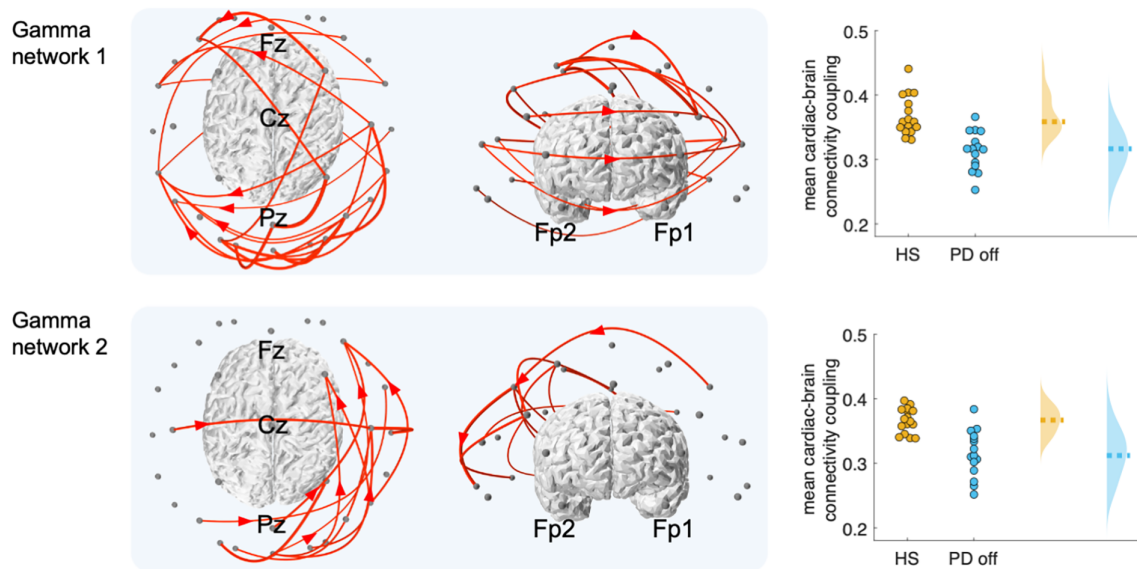 Gamma
network 1
Fz
Cz
Pz
Fp2 Fp1
mean cardiac-brain
connectivity coupling
0.5
0.4
0.3
0.2
HS PD off
Gamma
network 2
Fz
Cz
Pz
Fp2 Fp1
mean cardiac-brain
connectivity coupling
0.5
0.4
0.3
0.2
HS PD off